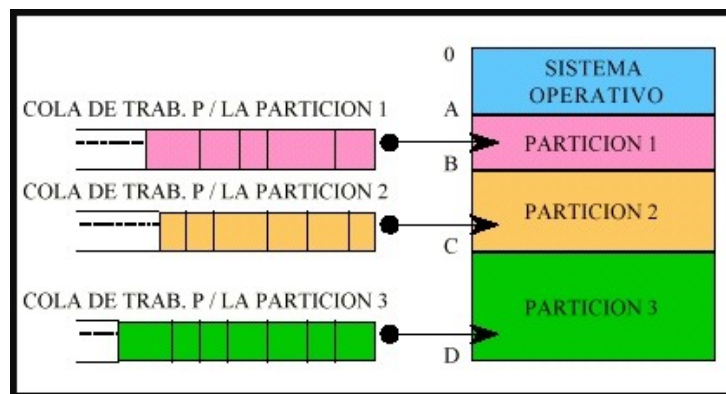 0
SISTEMA
OPERATIVO
COLA DE TRAB. P / LA PARTICION 1
A
PARTICION 1
B
COLA DE TRAB. P / LA PARTICION 2
PARTICION 2
C
COLA DE TRAB. P / LA PARTICION 3
PARTICION 3
D